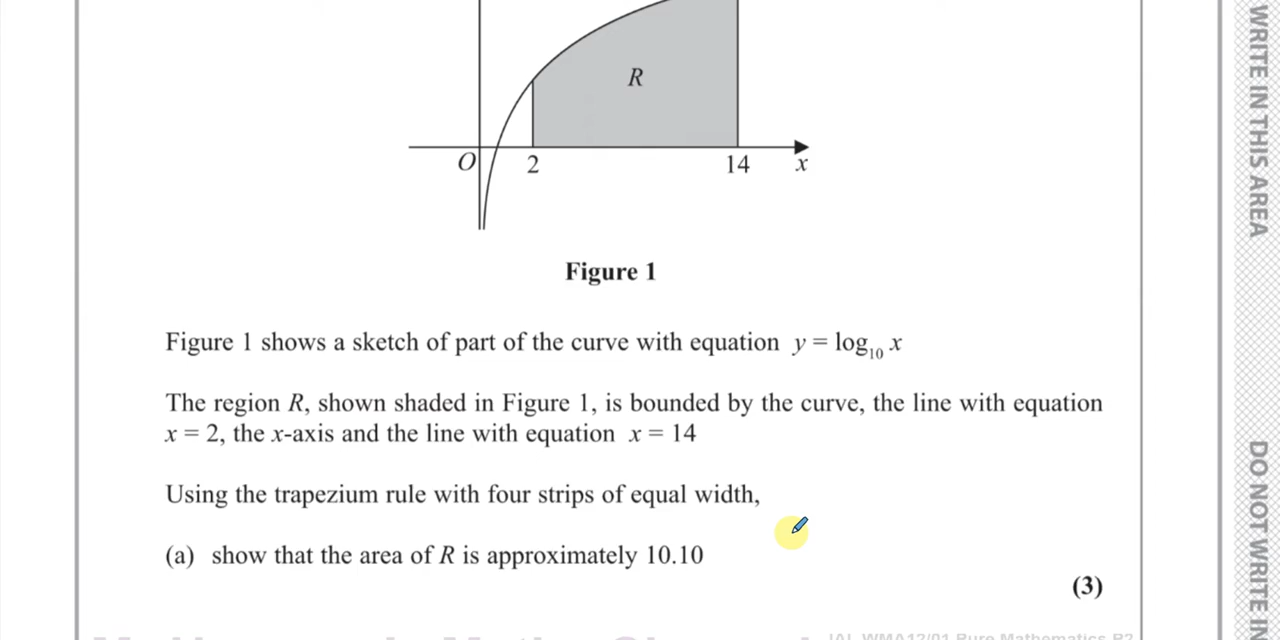 R
O
2
14
x
Figure 1
Figure 1 shows a sketch of part of the curve with equation y = log₁₀ x
The region R, shown shaded in Figure 1, is bounded by the curve, the line with equation
x = 2, the x-axis and the line with equation x = 14
Using the trapezium rule with four strips of equal width,
(a) show that the area of R is approximately 10.10
(3)
WRITE IN THIS AREA
DO NOT WRITE IN